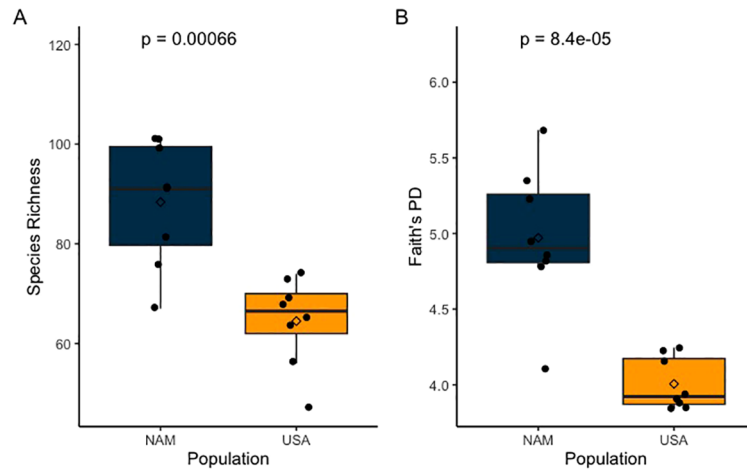 A
p = 0.00066
Species Richness
120
100
80
60
NAM
USA
Population
B
p = 8.4e-05
Faith's PD
6.0
5.5
5.0
4.5
4.0
NAM
USA
Population